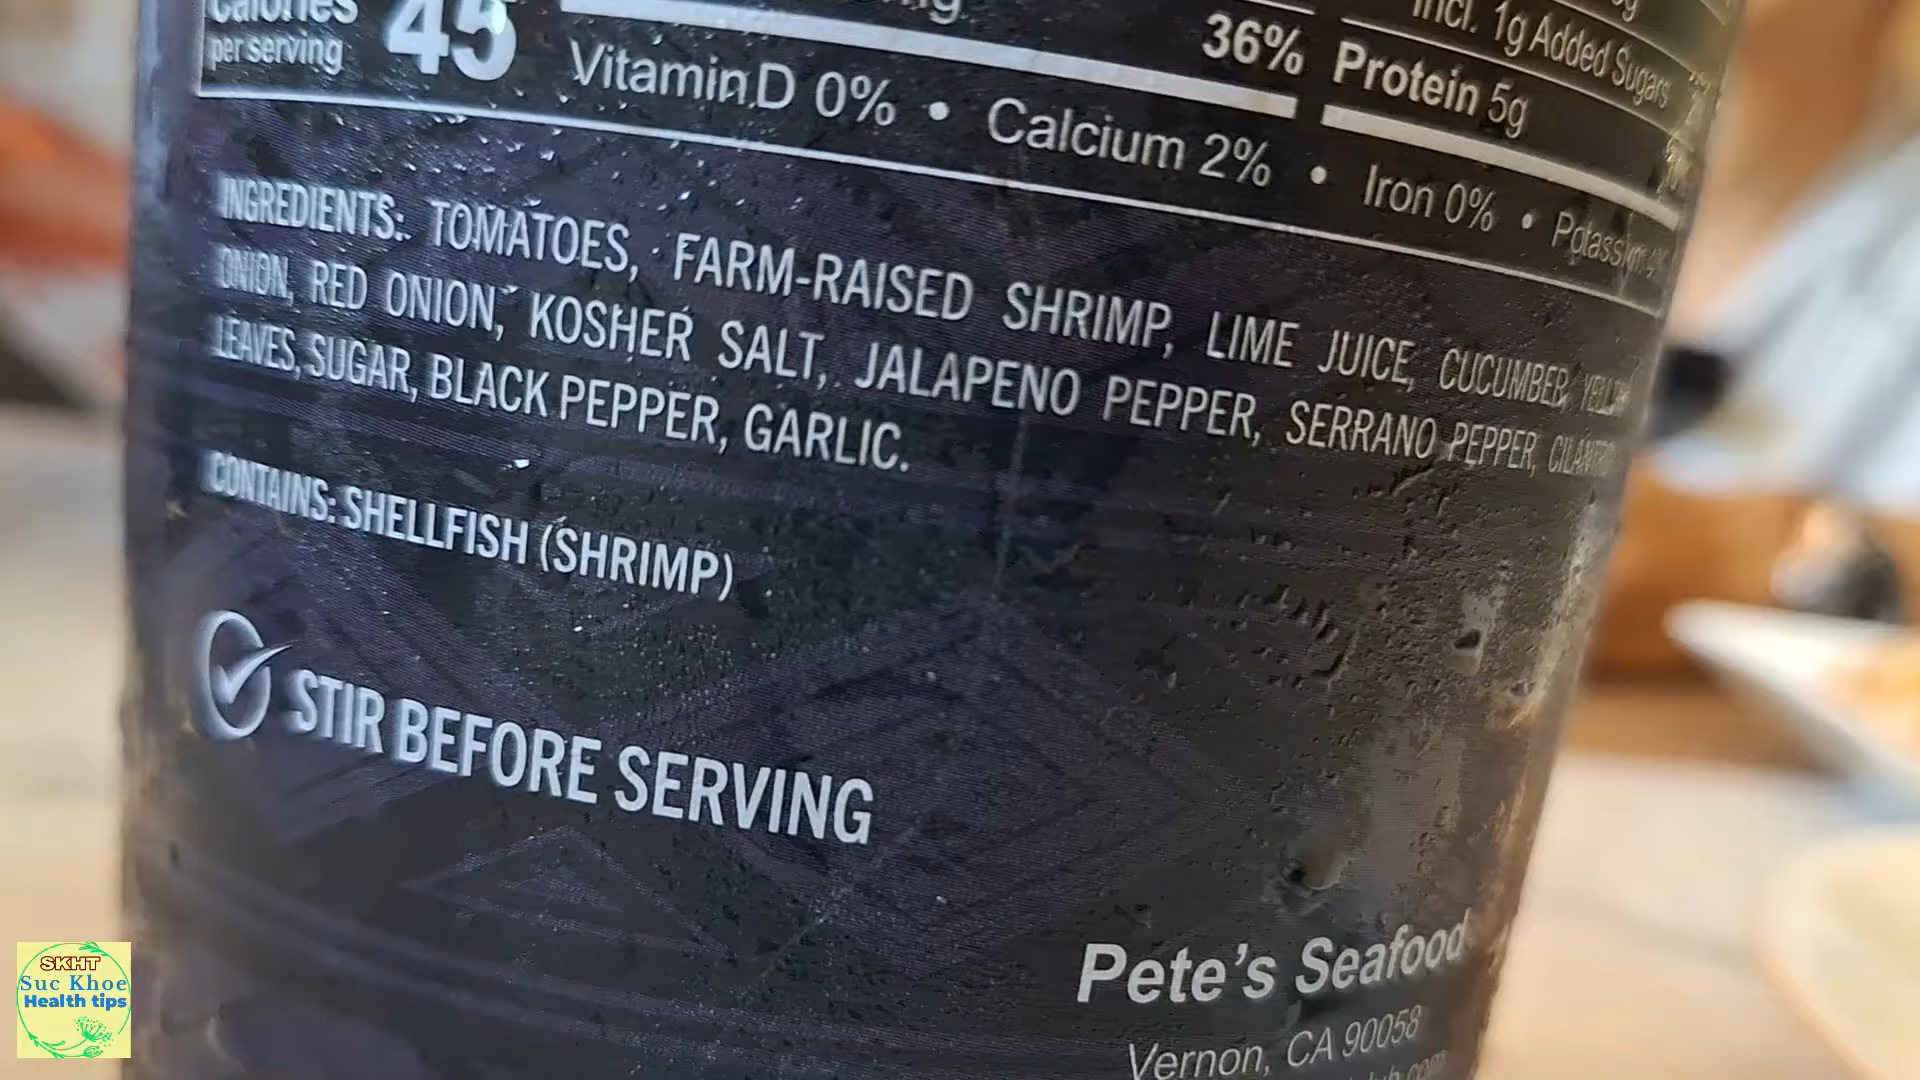 Calories
per serving 45
36%
Incl. 1g Added Sugars
Protein 5g
Vitamin D 0% • Calcium 2% • Iron 0% • Potassium
INGREDIENTS: TOMATOES, FARM-RAISED SHRIMP, LIME JUICE, CUCUMBER, YELLOW
ONION, RED ONION, KOSHER SALT, JALAPENO PEPPER, SERRANO PEPPER, CILANTRO
LEAVES, SUGAR, BLACK PEPPER, GARLIC.
CONTAINS: SHELLFISH (SHRIMP)
STIR BEFORE SERVING
Pete's Seafood
Vernon, CA 90058
SKHT
Suc Khoe
Health tips